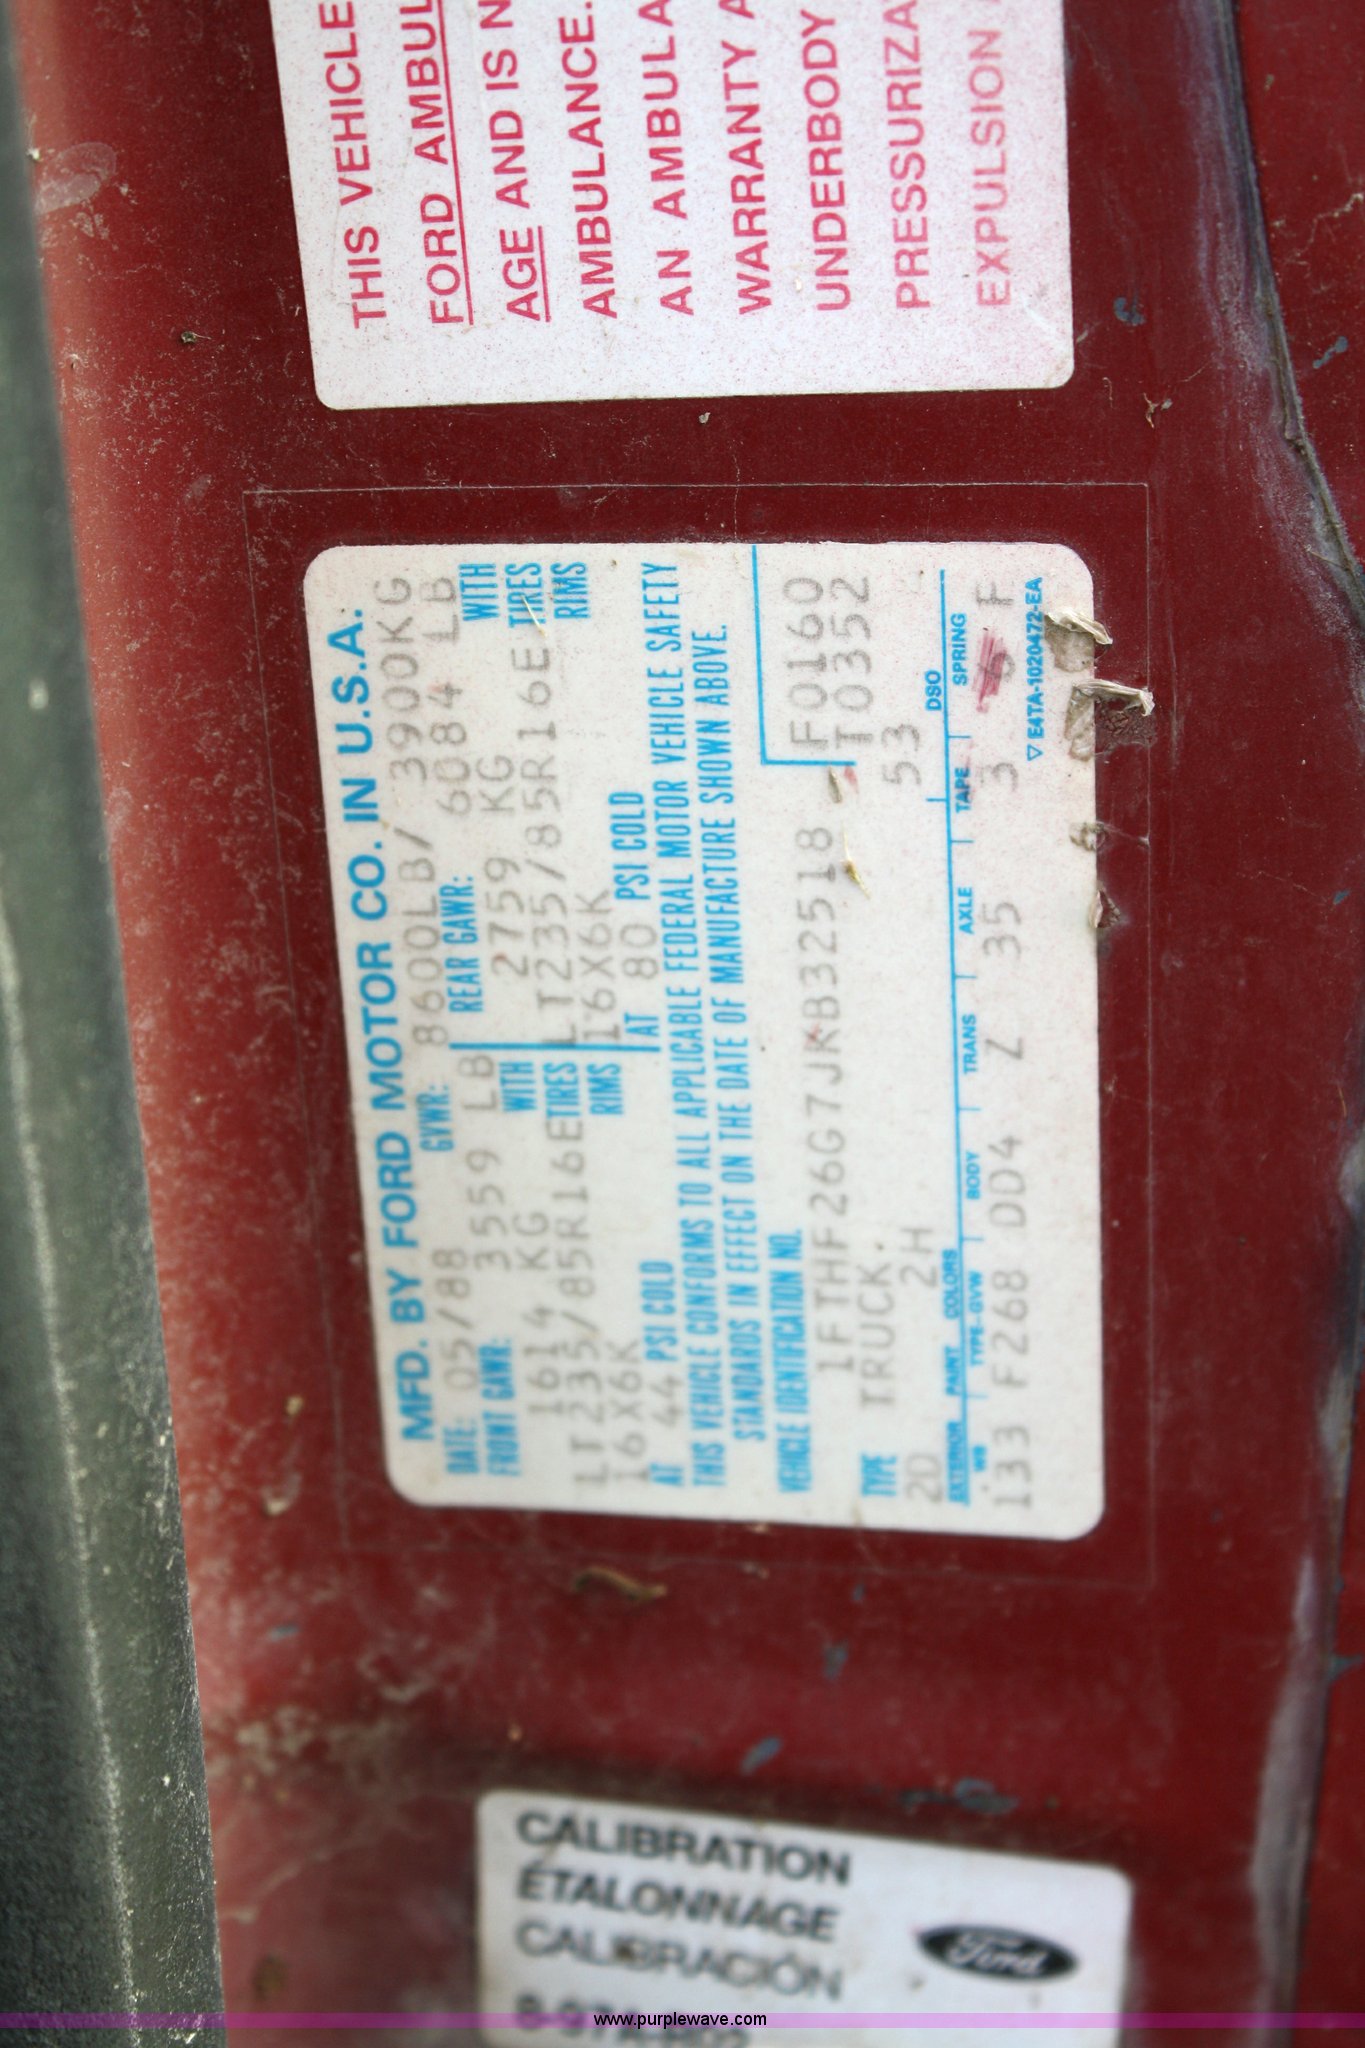 THIS VEHICLE
FORD AMBUL
AGE AND IS N
AMBULANCE.
AN AMBULA
WARRANTY A
UNDERBODY
PRESSURIZA
EXPULSION
MFD. BY FORD MOTOR CO. IN U.S.A.
DATE: 05/88 GVWR: 8600LB/ 3900KG
FRONT GAWR: 3559 LB REAR GAWR: 6084 LB
1614 KG WITH 2759 KG WITH
LT235/85R16E TIRES LT235/85R16E TIRES
16X6K RIMS 16X6K RIMS
AT 44 PSI COLD AT 80 PSI COLD
THIS VEHICLE CONFORMS TO ALL APPLICABLE FEDERAL MOTOR VEHICLE SAFETY
STANDARDS IN EFFECT ON THE DATE OF MANUFACTURE SHOWN ABOVE.
VEHICLE IDENTIFICATION NO.
1FTHF26G7JKB32518 F0160
TYPE TRUCK T0352
2D 2H 53
EXTERIOR PAINT COLORS DSO
WB TYPE-GVW BODY TRANS AXLE TAPE SPRING
133 F268 DD4 Z 35 3 F
▽ E4TA-1020472-EA
CALIBRATION
ÉTALONNAGE
CALIBRACIÓN
Ford
www.purplewave.com